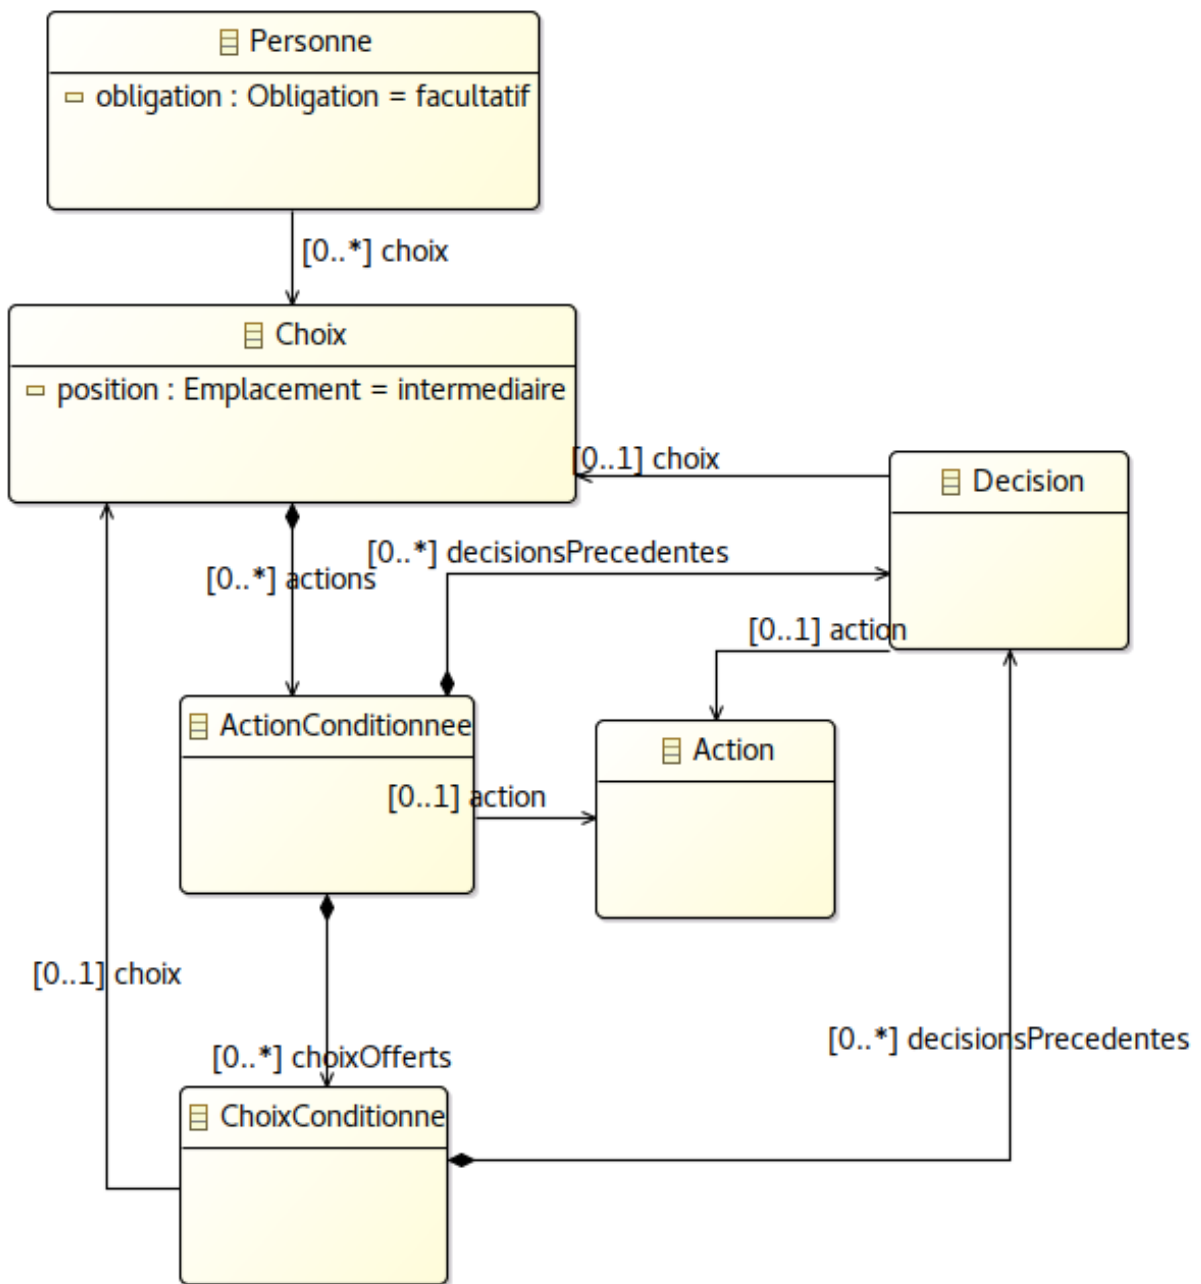 Personne
obligation : Obligation = facultatif
[0..*] choix
Choix
position : Emplacement = intermediaire
[0..1] choix
Decision
[0..*] decisionsPrecedentes
[0..*] actions
[0..1] action
ActionConditionnee
Action
[0..1] action
[0..1] choix
[0..*] decisionsPrecedentes
[0..*] choixOfferts
ChoixConditionne